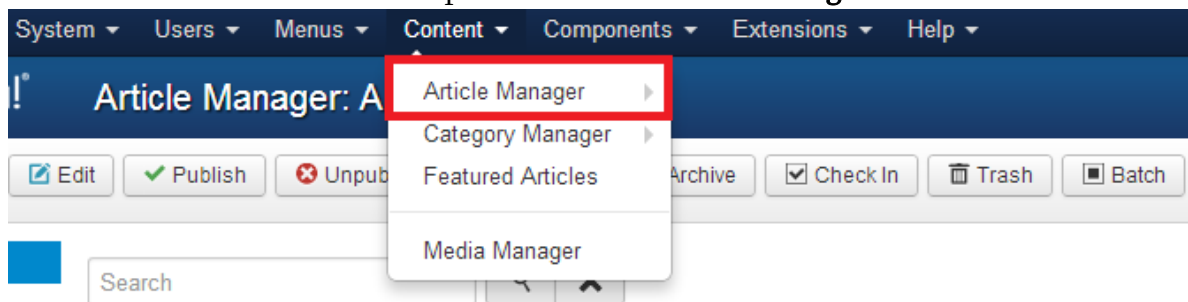 System Users Menus Content Components Extensions Help
Article Manager: A
Article Manager
Category Manager
Edit Publish Unpub Archive Check In Trash Batch
Featured Articles
Media Manager
Search